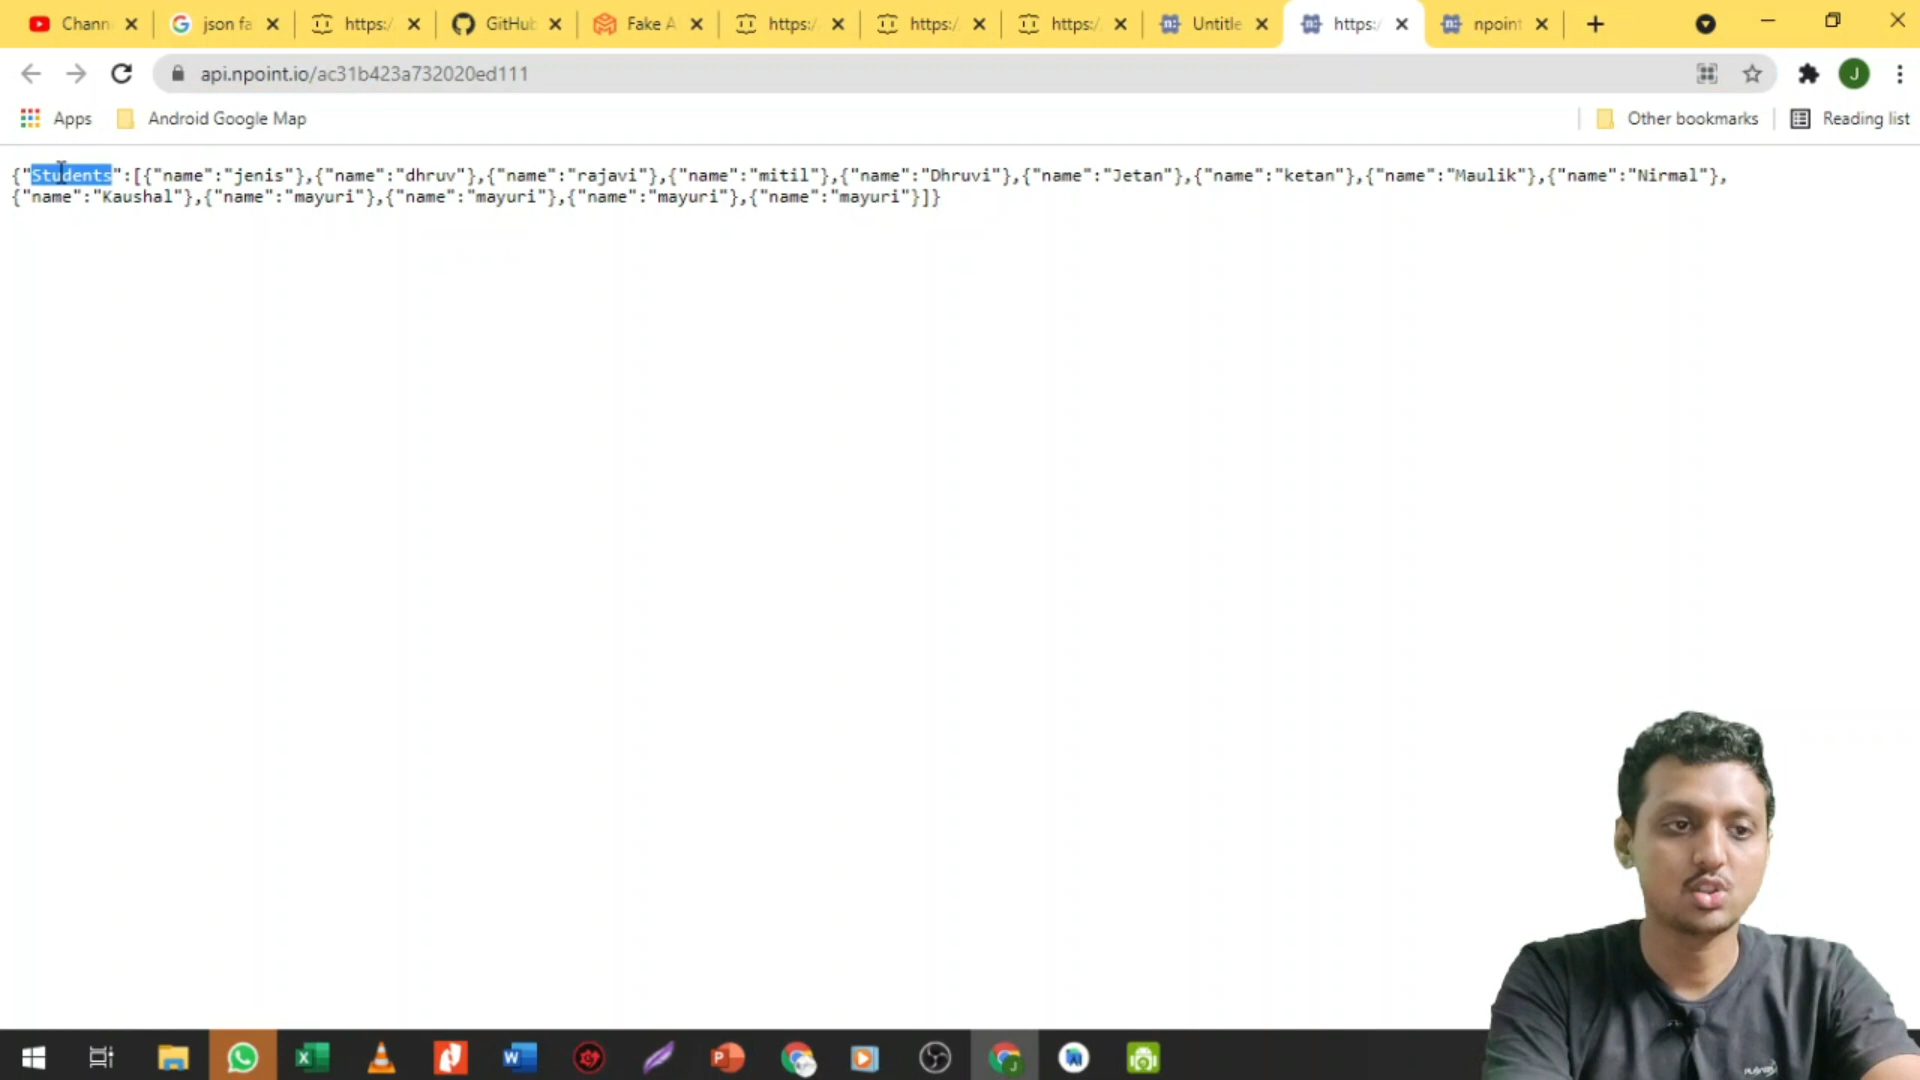 Chann
json fa
https:/
GitHub
Fake A
https:/
https:/
https:/
Untitle
https:/
npoint
api.npoint.io/ac31b423a732020ed111
J
Apps
Android Google Map
Other bookmarks
Reading list
{"Students":[{"name":"jenis"},{"name":"dhruv"},{"name":"rajavi"},{"name":"mitil"},{"name":"Dhruvi"},{"name":"Jetan"},{"name":"ketan"},{"name":"Maulik"},{"name":"Nirmal"},
{"name":"Kaushal"},{"name":"mayuri"},{"name":"mayuri"},{"name":"mayuri"},{"name":"mayuri"}]}